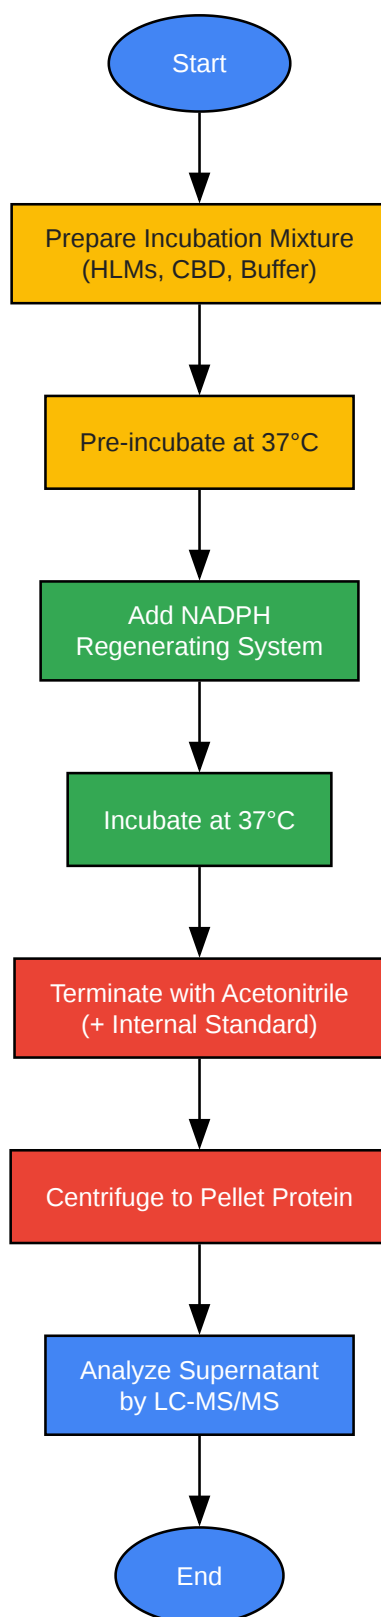 Start
Prepare Incubation Mixture
(HLMs, CBD, Buffer)
Pre-incubate at 37°C
Add NADPH
Regenerating System
Incubate at 37°C
Terminate with Acetonitrile
(+ Internal Standard)
Centrifuge to Pellet Protein
Analyze Supernatant
by LC-MS/MS
End